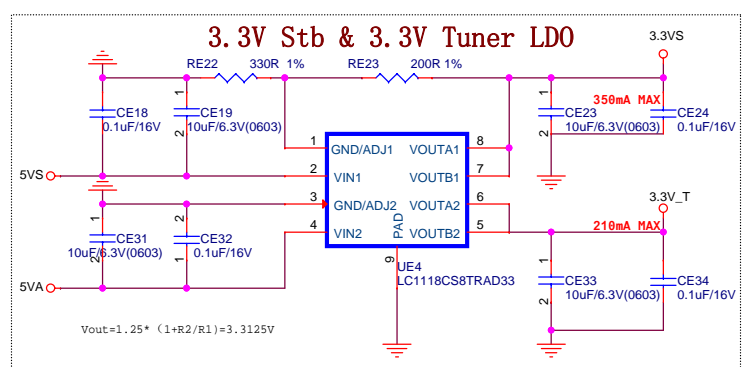 3.3V Stb & 3.3V Tuner LDO
3.3VS
RE22 330R 1% RE23 200R 1%
1 CE18 0.1uF/16V
1 2 CE19 10uF/6.3V(0603)
1 2 CE23 10uF/6.3V(0603)
350mA MAX
CE24 0.1uF/16V
1 GND/ADJ1 VOUTA1 8
2 VIN1 VOUTB1 7
3 GND/ADJ2 VOUTA2 6
4 VIN2 VOUTB2 5
PAD
9
UE4
LC1118CS8TRAD33
5VS
3.3V_T
210mA MAX
1 2 CE31 10uF/6.3V(0603)
2 1 CE32 0.1uF/16V
1 2 CE33 10uF/6.3V(0603)
CE34 0.1uF/16V
5VA
Vout=1.25* (1+R2/R1)=3.3125V